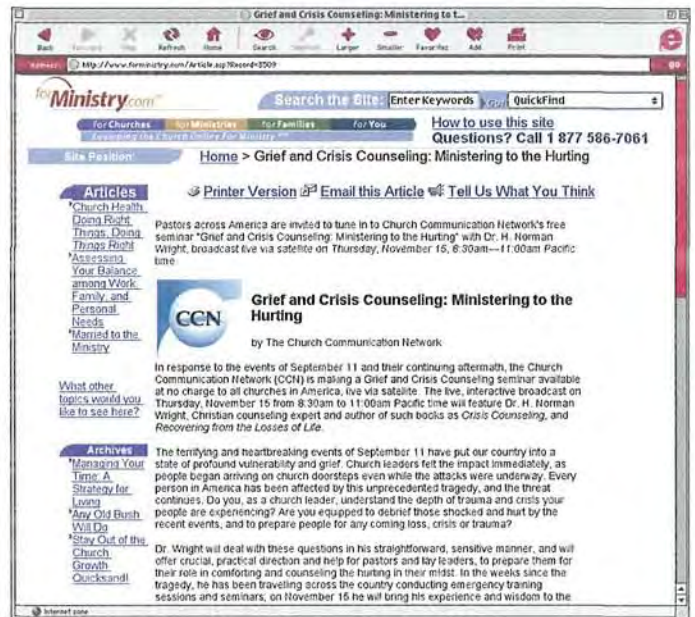 Grief and Crisis Counseling: Ministering to t...
Back
Refresh
Home
Search
Larger
Smaller
Favorites
Add
Print
http://www.forministry.com/Article.asp?Record=3509
forMinistry.com
Search the Site: Enter Keywords Go! QuickFind
for Churches for Ministries for Families for You
How to use this site
Questions? Call 1 877 586-7061
Site Position:
Home > Grief and Crisis Counseling: Ministering to the Hurting
Printer Version Email this Article Tell Us What You Think
Articles
Church Health
Doing Right
Things, Doing
Things Right
Assessing
Your Balance
among Work,
Family, and
Personal
Needs
Married to the
Ministry
What other
topics would you
like to see here?
Archives
Managing Your
Time: A
Strategy for
Living
Any Old Bush
Will Do
Stay Out of the
Church
Growth
Quicksand!
Pastors across America are invited to tune in to Church Communication Network's free
seminar "Grief and Crisis Counseling: Ministering to the Hurting" with Dr. H. Norman
Wright, broadcast live via satellite on Thursday, November 15, 8:30am—11:00am Pacific
time
CCN
Grief and Crisis Counseling: Ministering to the
Hurting
by The Church Communication Network
In response to the events of September 11 and their continuing aftermath, the Church
Communication Network (CCN) is making a Grief and Crisis Counseling seminar available
at no charge to all churches in America, live via satellite. The live, interactive broadcast on
Thursday, November 15 from 8:30am to 11:00am Pacific time will feature Dr. H. Norman
Wright, Christian counseling expert and author of such books as Crisis Counseling, and
Recovering from the Losses of Life.
The terrifying and heartbreaking events of September 11 have put our country into a
state of profound vulnerability and grief. Church leaders felt the impact immediately, as
people began arriving on church doorsteps even while the attacks were underway. Every
person in America has been affected by this unprecedented tragedy, and the threat
continues. Do you, as a church leader, understand the depth of trauma and crisis your
people are experiencing? Are you equipped to debrief those shocked and hurt by the
recent events, and to prepare people for any coming loss, crisis or trauma?
Dr. Wright will deal with these questions in his straightforward, sensitive manner, and will
offer crucial, practical direction and help for pastors and lay leaders, to prepare them for
their role in comforting and counseling the hurting in their midst. In the weeks since the
tragedy, he has been travelling across the country conducting emergency training
sessions and seminars; on November 15 he will bring his experience and wisdom to the
Internet zone